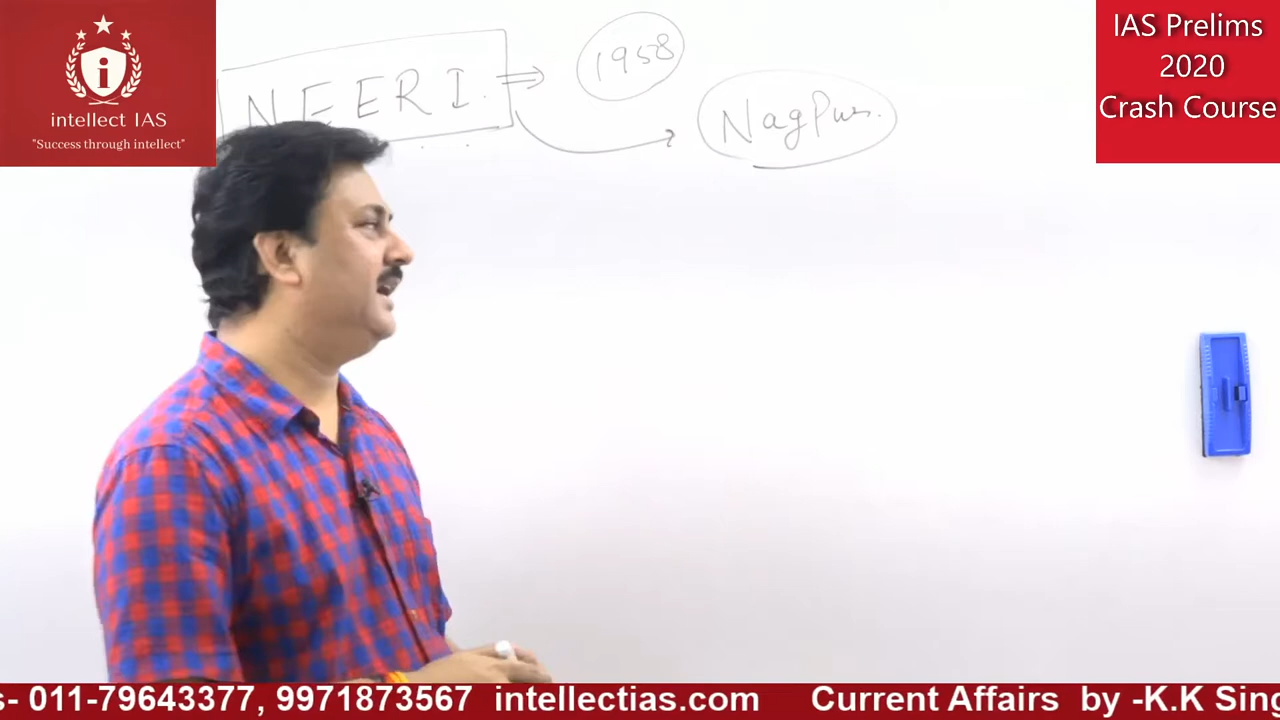 intellect IAS
"Success through intellect"
IAS Prelims
2020
Crash Course
NEERI
1958
Nagpur.
s- 011-79643377, 9971873567 intellectias.com Current Affairs by -K.K Sing